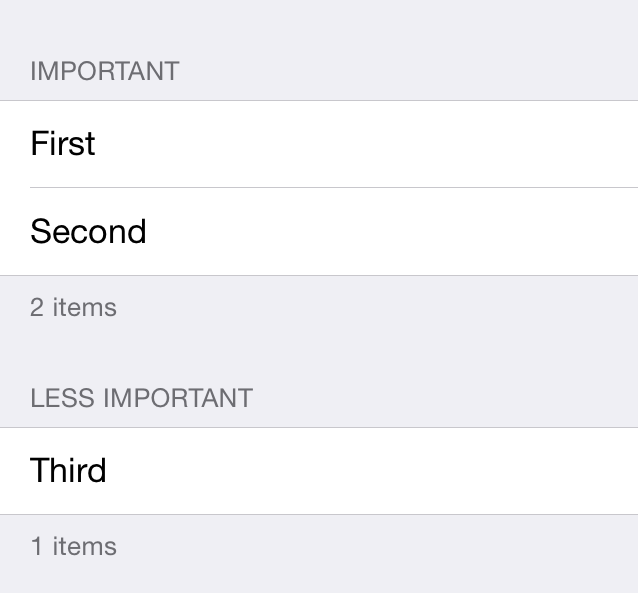 IMPORTANT
First
Second
2 items
LESS IMPORTANT
Third
1 items